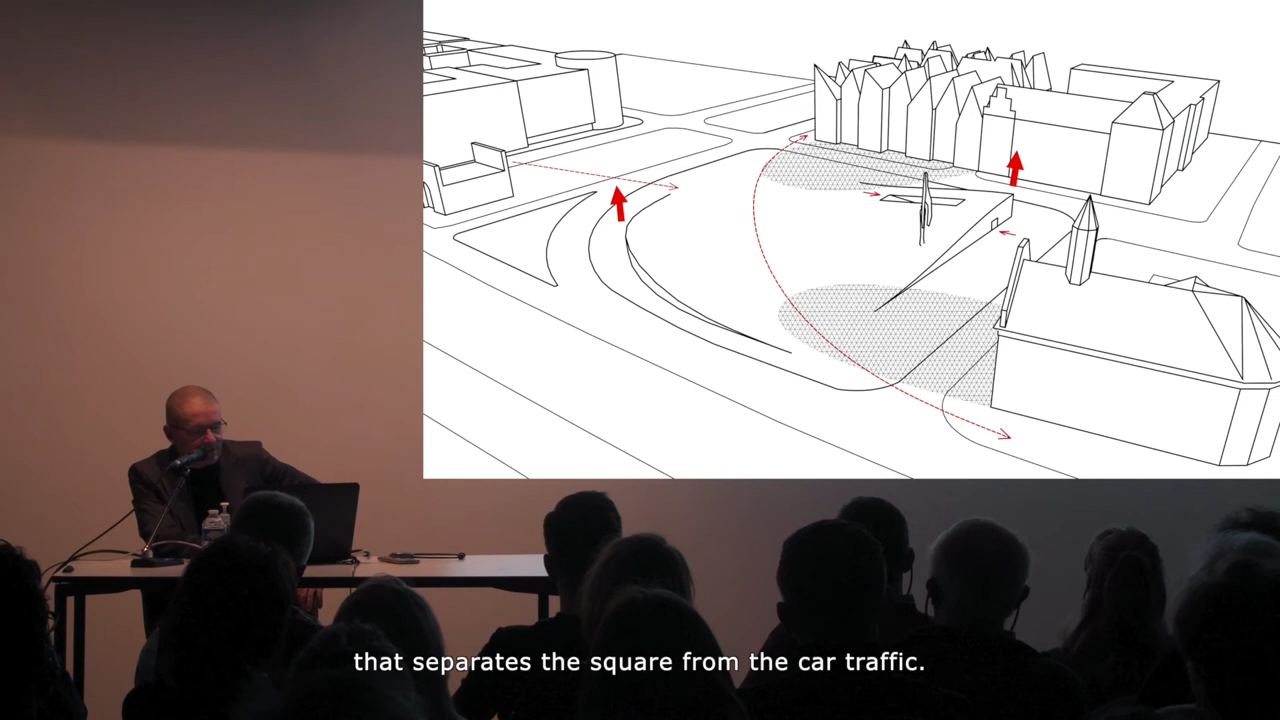 that separates the square from the car traffic.